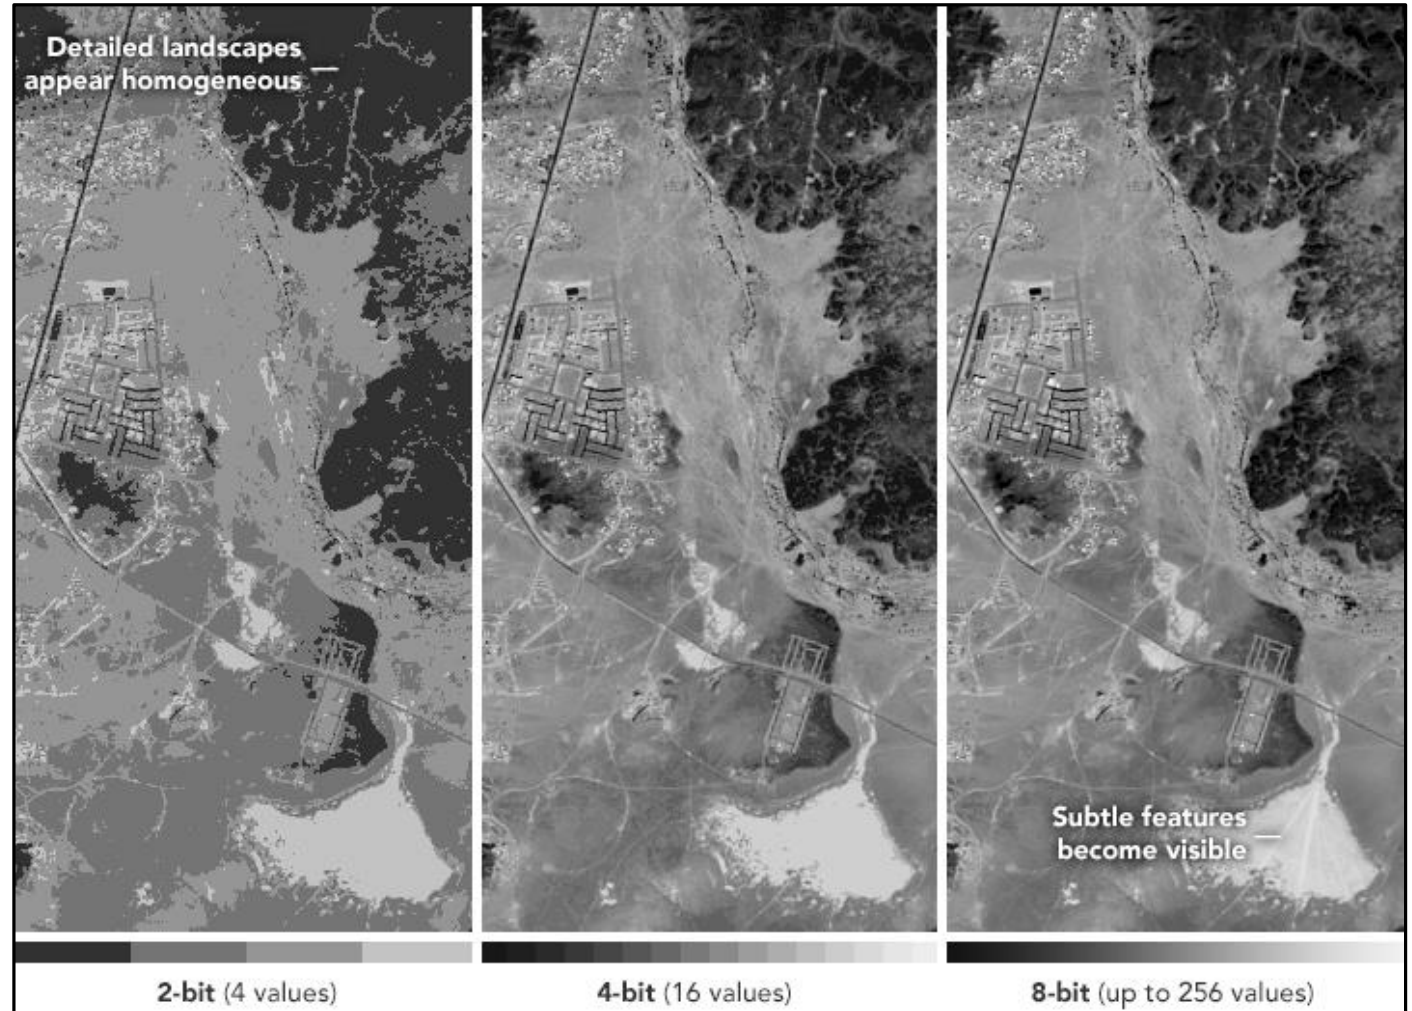 Detailed landscapes
appear homogeneous
Subtle features
become visible
2-bit (4 values)
4-bit (16 values)
8-bit (up to 256 values)